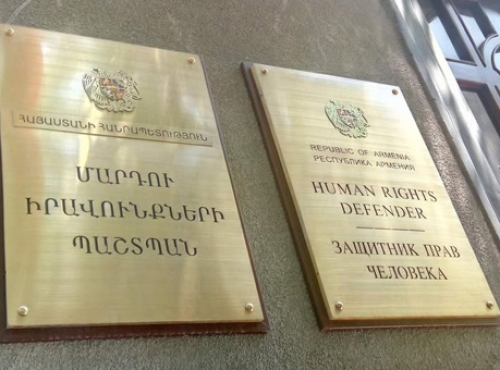 ՀԱՅԱՍՏԱՆԻ ՀԱՆՐԱՊԵՏՈՒԹՅՈՒՆ
ՄԱՐԴՈՒ
ԻՐԱՎՈՒՆՔՆԵՐԻ
ՊԱՇՏՊԱՆ
REPUBLIC OF ARMENIA
РЕСПУБЛИКА АРМЕНИЯ
HUMAN RIGHTS
DEFENDER
ЗАЩИТНИК ПРАВ
ЧЕЛОВЕКА